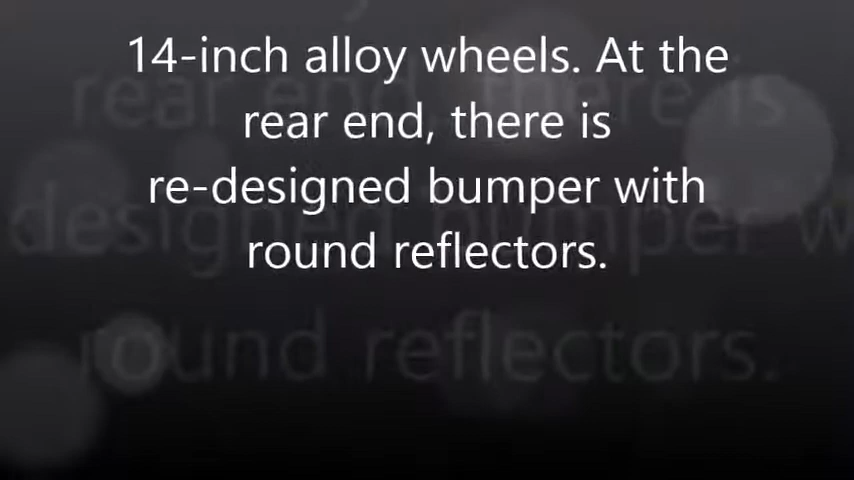 14-inch alloy wheels. At the
rear end, there is
re-designed bumper with
round reflectors.